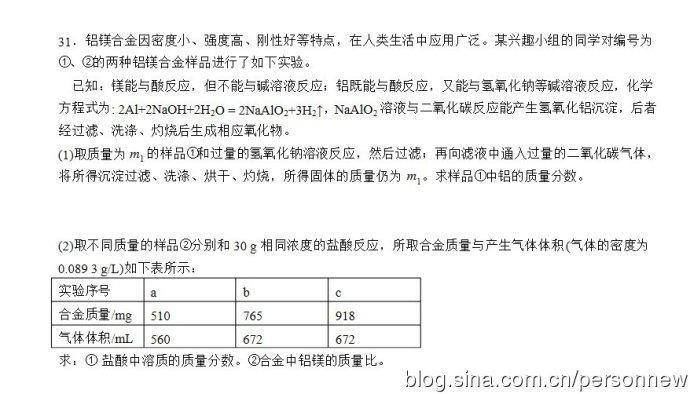 31．铝镁合金因密度小、强度高、刚性好等特点，在人类生活中应用广泛。某兴趣小组的同学对编号为
①、②的两种铝镁合金样品进行了如下实验。
已知：镁能与酸反应，但不能与碱溶液反应；铝既能与酸反应，又能与氢氧化钠等碱溶液反应，化学
方程式为: 2Al+2NaOH+2H₂O = 2NaAlO₂+3H₂↑，NaAlO₂ 溶液与二氧化碳反应能产生氢氧化铝沉淀，后者
经过滤、洗涤、灼烧后生成相应氧化物。
(1)取质量为 m₁ 的样品①和过量的氢氧化钠溶液反应，然后过滤；再向滤液中通入过量的二氧化碳气体，
将所得沉淀过滤、洗涤、烘干、灼烧，所得固体的质量仍为 m₁。求样品①中铝的质量分数。
(2)取不同质量的样品②分别和 30 g 相同浓度的盐酸反应，所取合金质量与产生气体体积(气体的密度为
0.089 3 g/L)如下表所示：
实验序号 a b c
合金质量/mg 510 765 918
气体体积/mL 560 672 672
求：① 盐酸中溶质的质量分数。②合金中铝镁的质量比。
blog.sina.com.cn/personnew